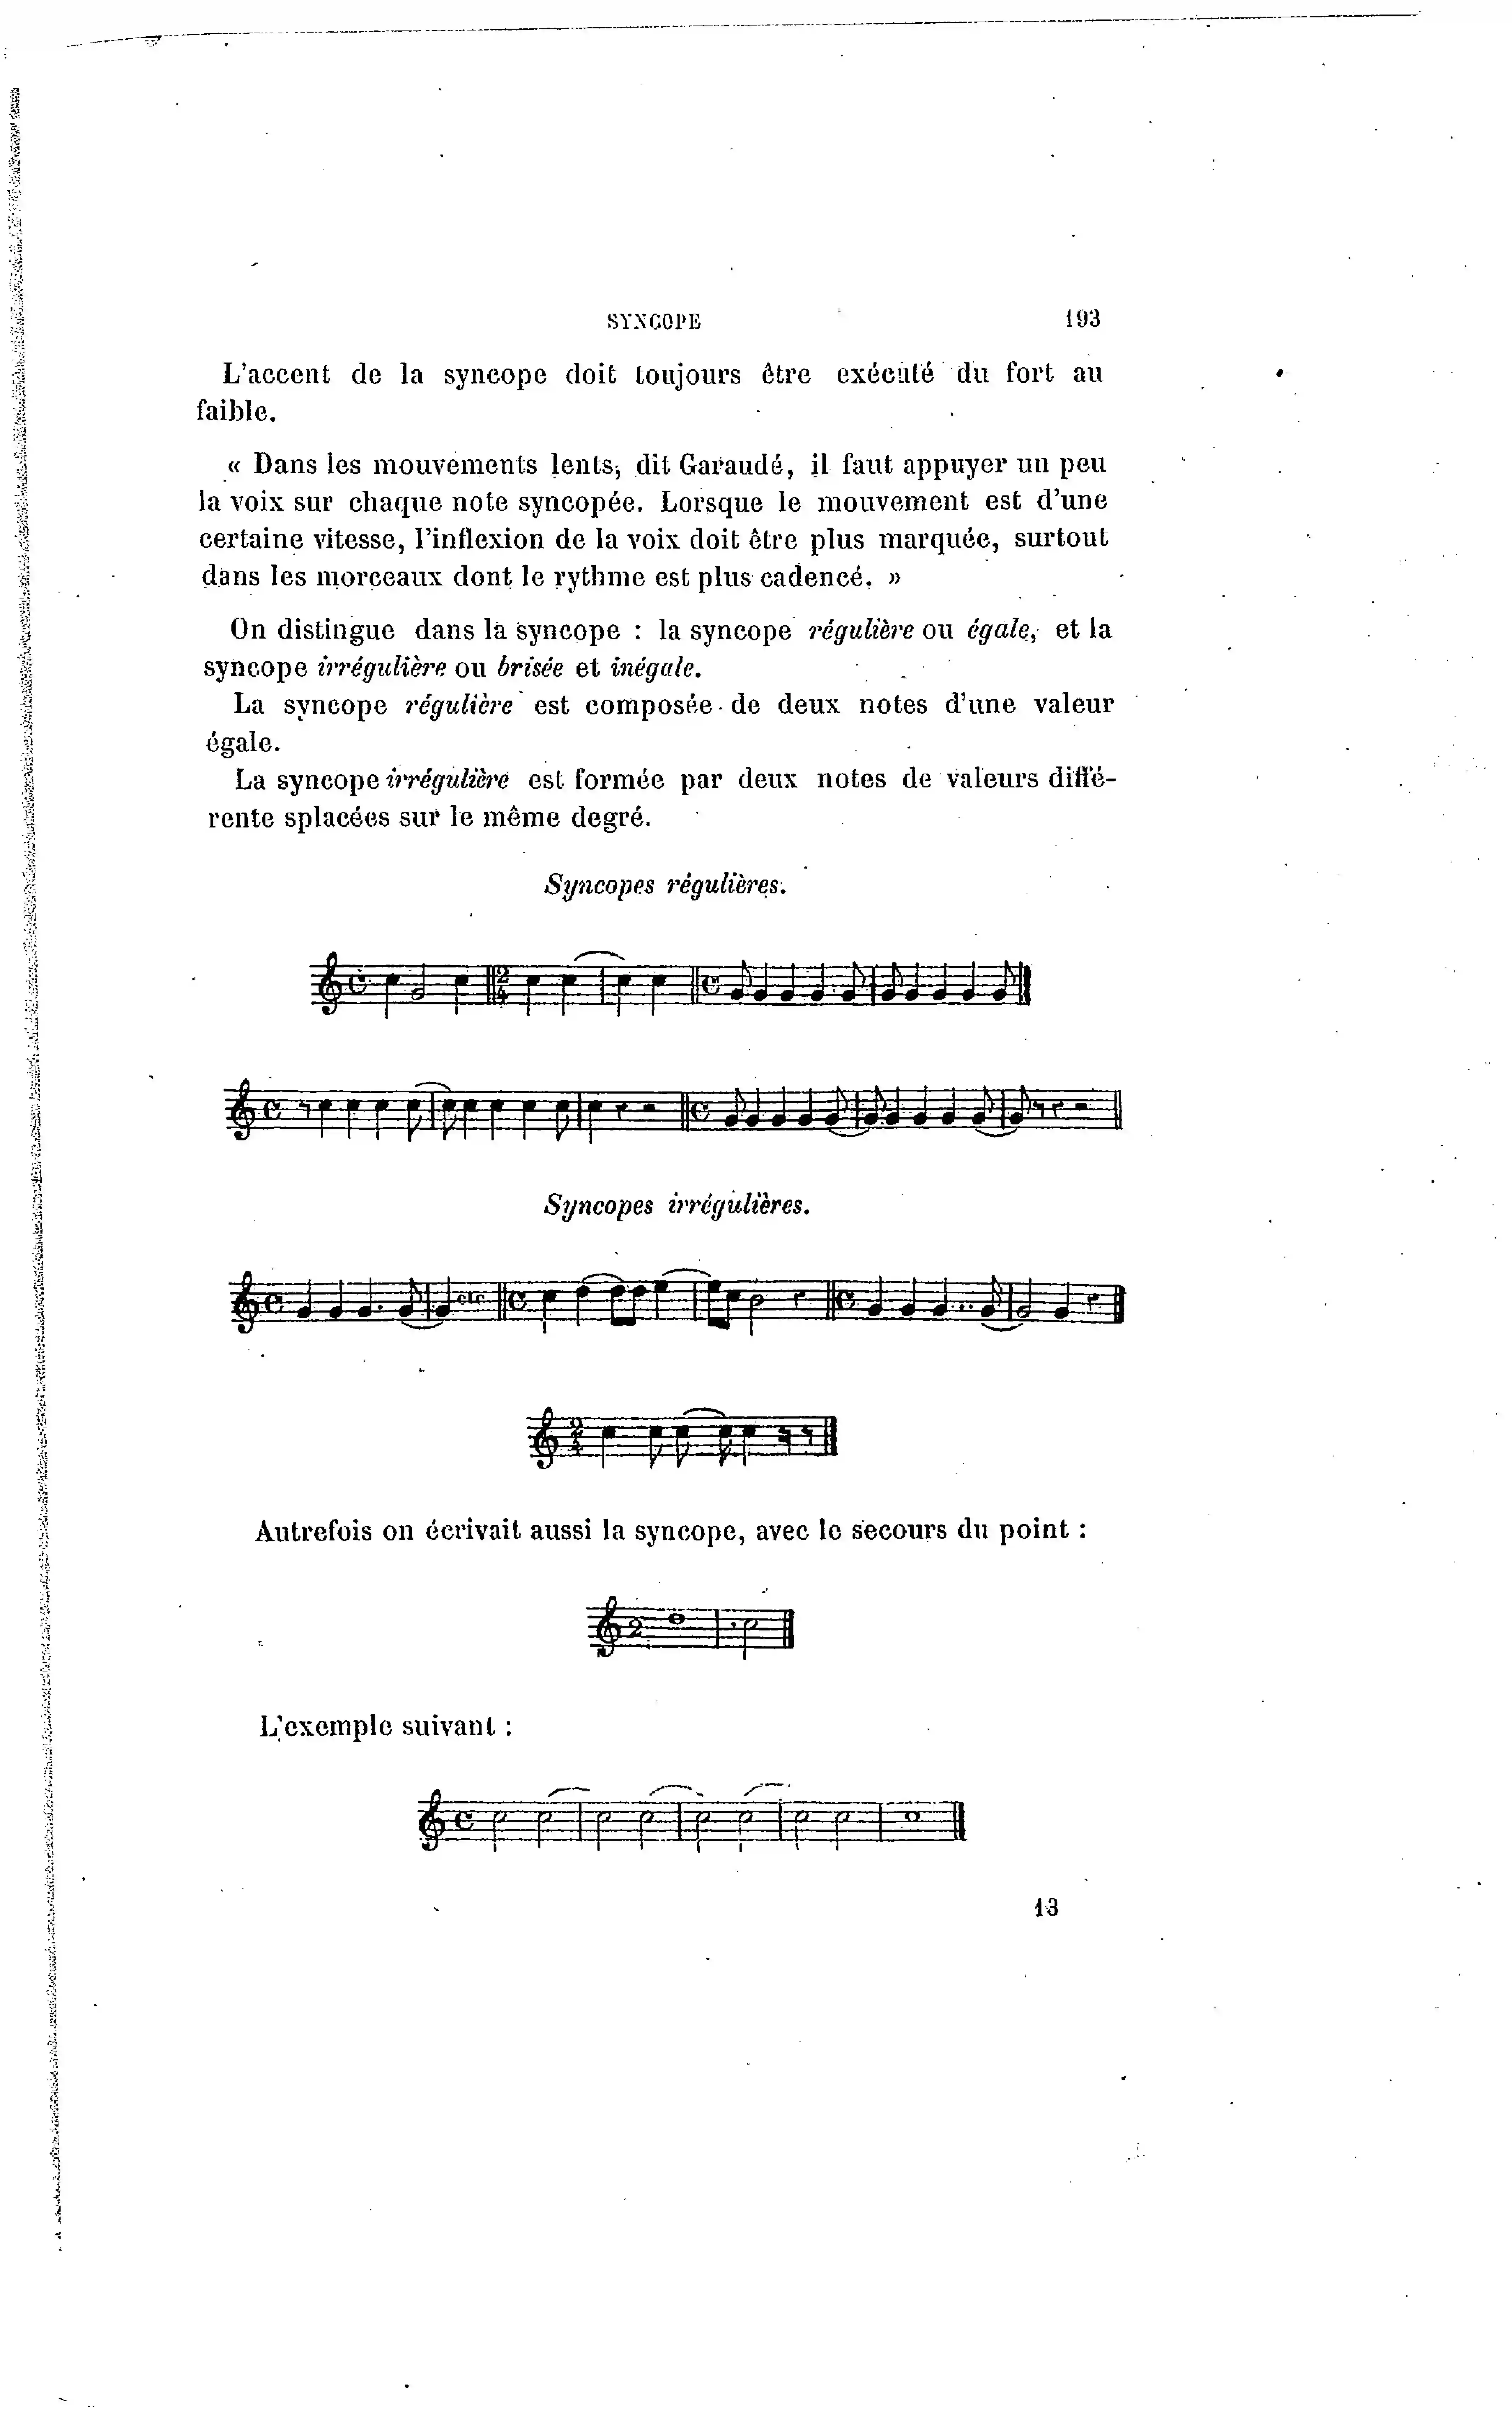 SYNCOPE 193
L'accent de la syncope doit toujours être exécuté du fort au
faible.
« Dans les mouvements lents, dit Garaudé, il faut appuyer un peu
la voix sur chaque note syncopée. Lorsque le mouvement est d'une
certaine vitesse, l'inflexion de la voix doit être plus marquée, surtout
dans les morceaux dont le rythme est plus cadencé. »
On distingue dans la syncope : la syncope régulière ou égale, et la
syncope irrégulière ou brisée et inégale.
La syncope régulière est composée de deux notes d'une valeur
égale.
La syncope irrégulière est formée par deux notes de valeurs diffé-
rente splacées sur le même degré.
Syncopes régulières.
Syncopes irrégulières.
etc
Autrefois on écrivait aussi la syncope, avec le secours du point :
L'exemple suivant :
13